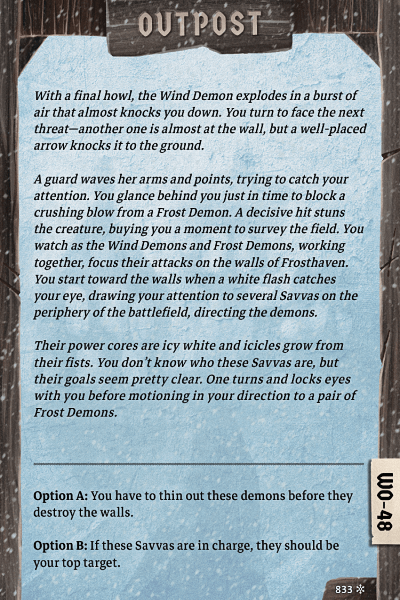 OUTPOST
With a final howl, the Wind Demon explodes in a burst of
air that almost knocks you down. You turn to face the next
threat—another one is almost at the wall, but a well-placed
arrow knocks it to the ground.
A guard waves her arms and points, trying to catch your
attention. You glance behind you just in time to block a
crushing blow from a Frost Demon. A decisive hit stuns
the creature, buying you a moment to survey the field. You
watch as the Wind Demons and Frost Demons, working
together, focus their attacks on the walls of Frosthaven.
You start toward the walls when a white flash catches
your eye, drawing your attention to several Savvas on the
periphery of the battlefield, directing the demons.
Their power cores are icy white and icicles grow from
their fists. You don't know who these Savvas are, but
their goals seem pretty clear. One turns and locks eyes
with you before motioning in your direction to a pair of
Frost Demons.
Option A: You have to thin out these demons before they
destroy the walls.
Option B: If these Savvas are in charge, they should be
your top target.
WO-48
833